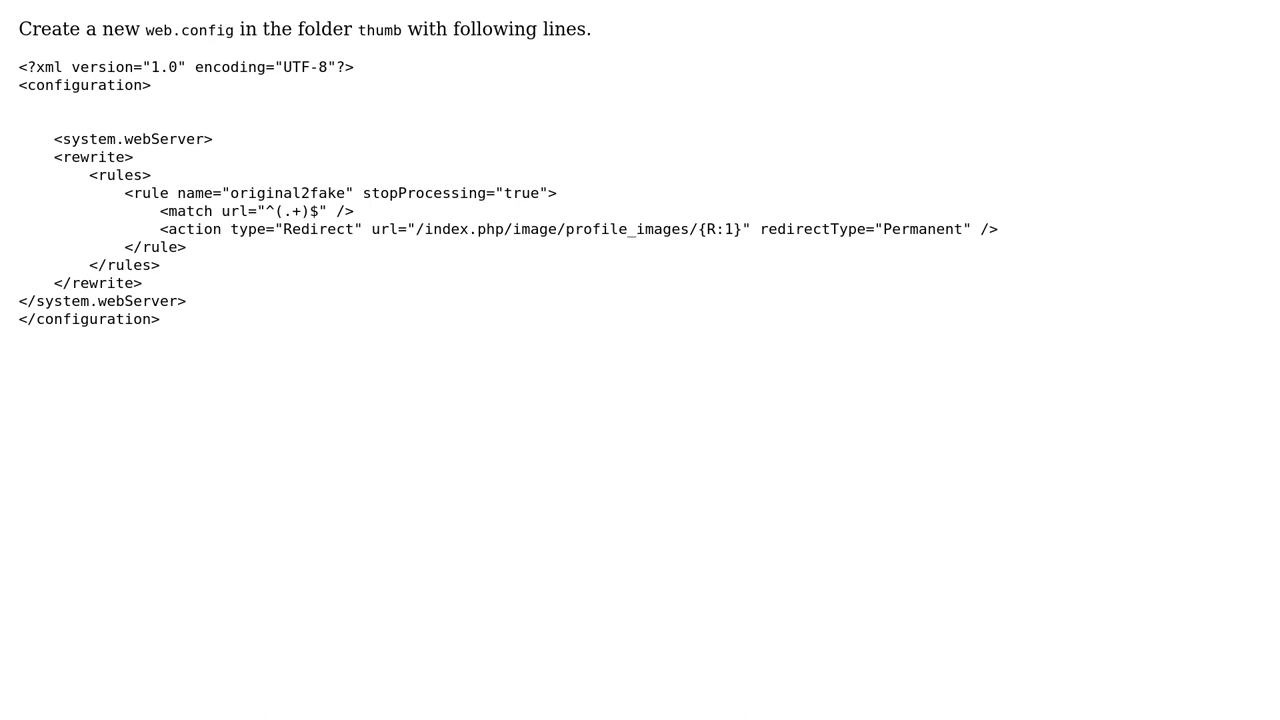 Create a new web.config in the folder thumb with following lines.
<?xml version="1.0" encoding="UTF-8"?>
<configuration>
    <system.webServer>
    <rewrite>
        <rules>
            <rule name="original2fake" stopProcessing="true">
                <match url="^(.+)$" />
                <action type="Redirect" url="/index.php/image/profile_images/{R:1}" redirectType="Permanent" />
            </rule>
        </rules>
    </rewrite>
</system.webServer>
</configuration>